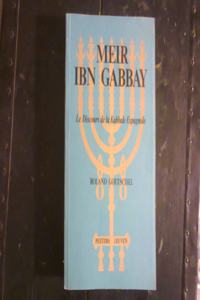 MEIR
IBN GABBAY
Le Discours de la Kabbale Espagnole
ROLAND GOETSCHEL
PEETERS LEUVEN